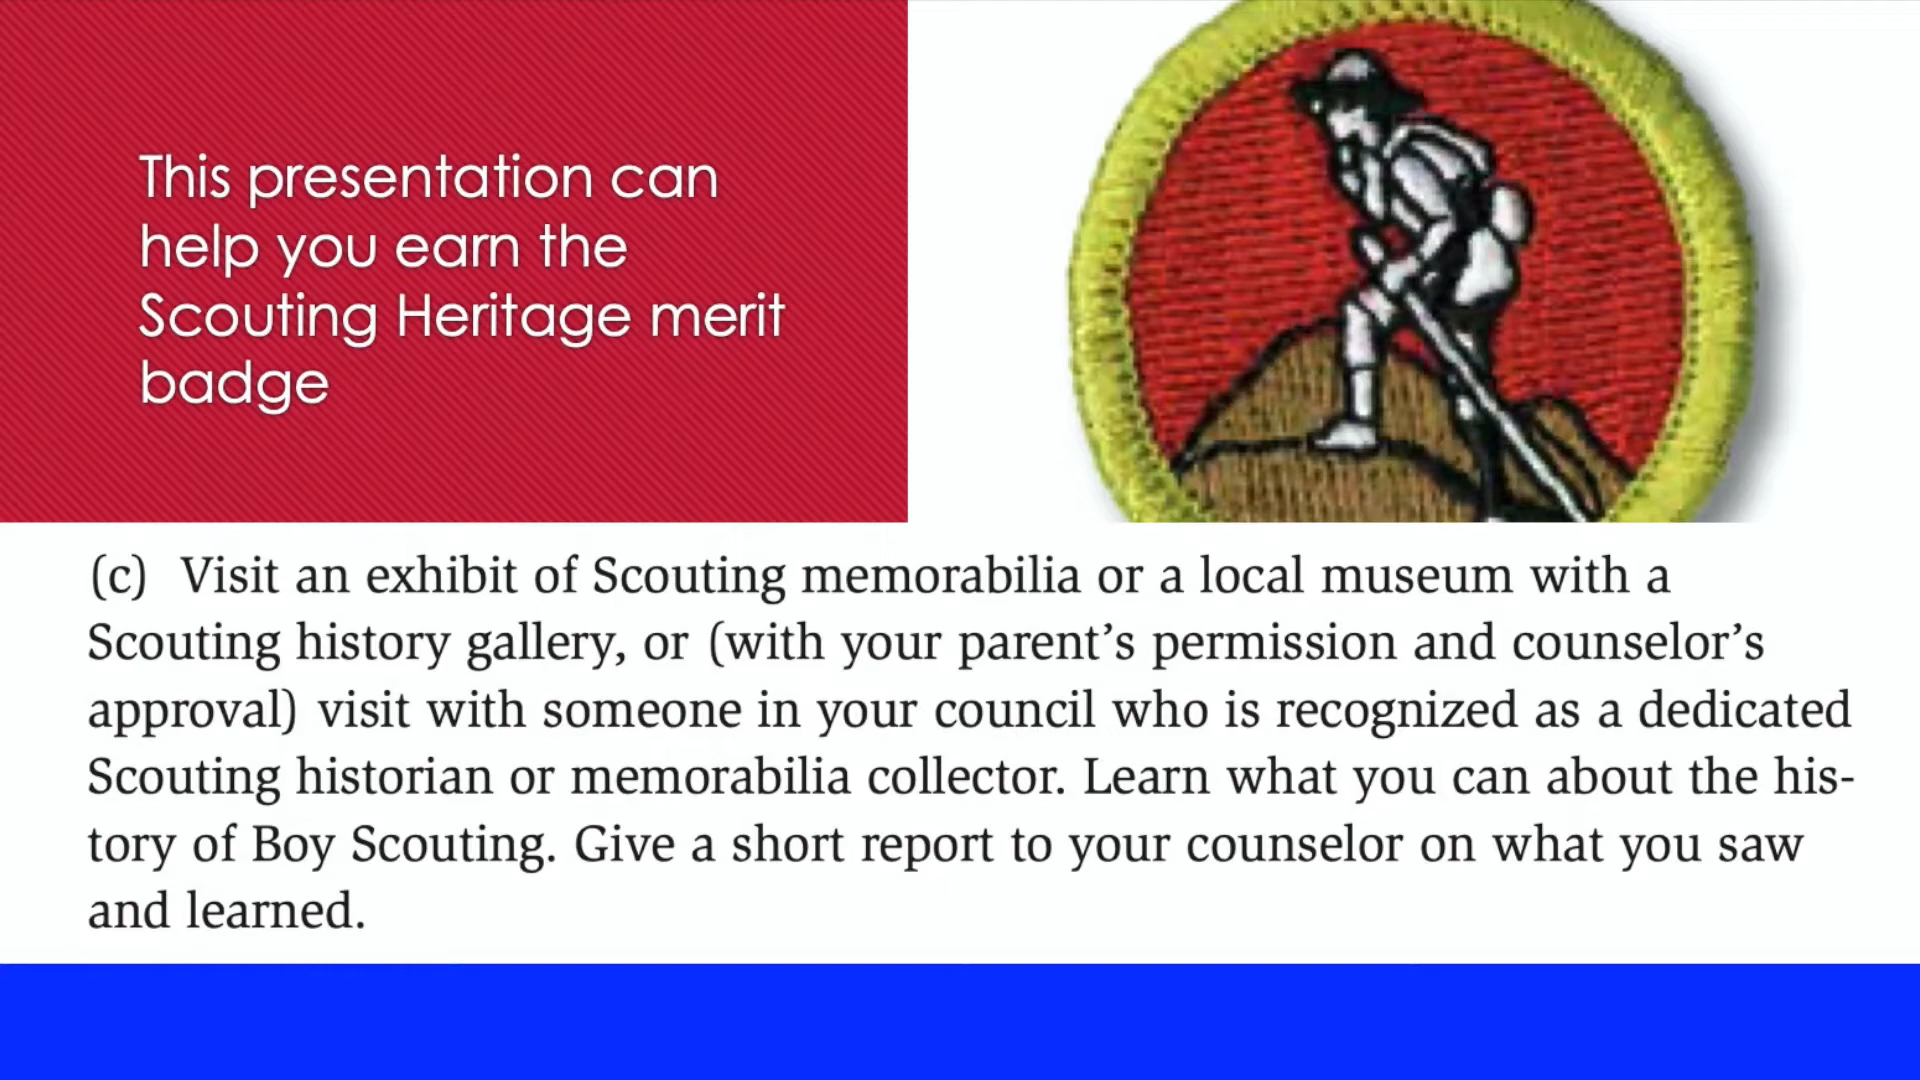 This presentation can
help you earn the
Scouting Heritage merit
badge
(c) Visit an exhibit of Scouting memorabilia or a local museum with a
Scouting history gallery, or (with your parent’s permission and counselor’s
approval) visit with someone in your council who is recognized as a dedicated
Scouting historian or memorabilia collector. Learn what you can about the his-
tory of Boy Scouting. Give a short report to your counselor on what you saw
and learned.